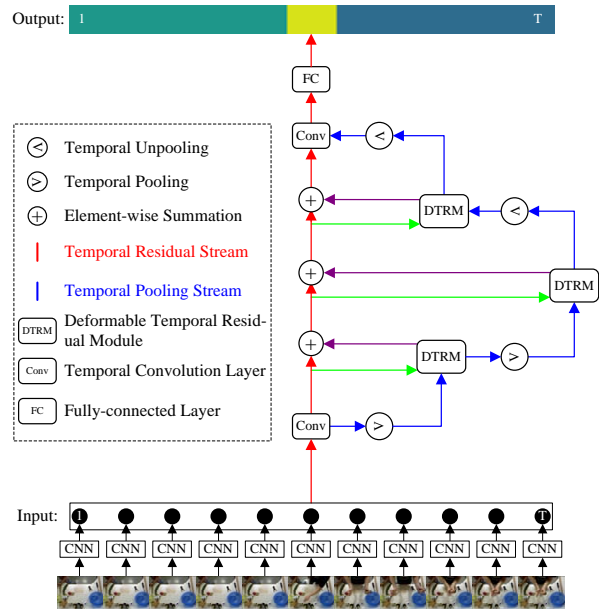 Output:
1
T
FC
Conv
<
Temporal Unpooling
>
Temporal Pooling
+
Element-wise Summation
Temporal Residual Stream
Temporal Pooling Stream
DTRM
Deformable Temporal Resid-
ual Module
Conv
Temporal Convolution Layer
FC
Fully-connected Layer
<
+
DTRM
<
+
DTRM
+
DTRM
>
Conv
>
Input:
1
T
CNN CNN CNN CNN CNN CNN CNN CNN CNN CNN CNN